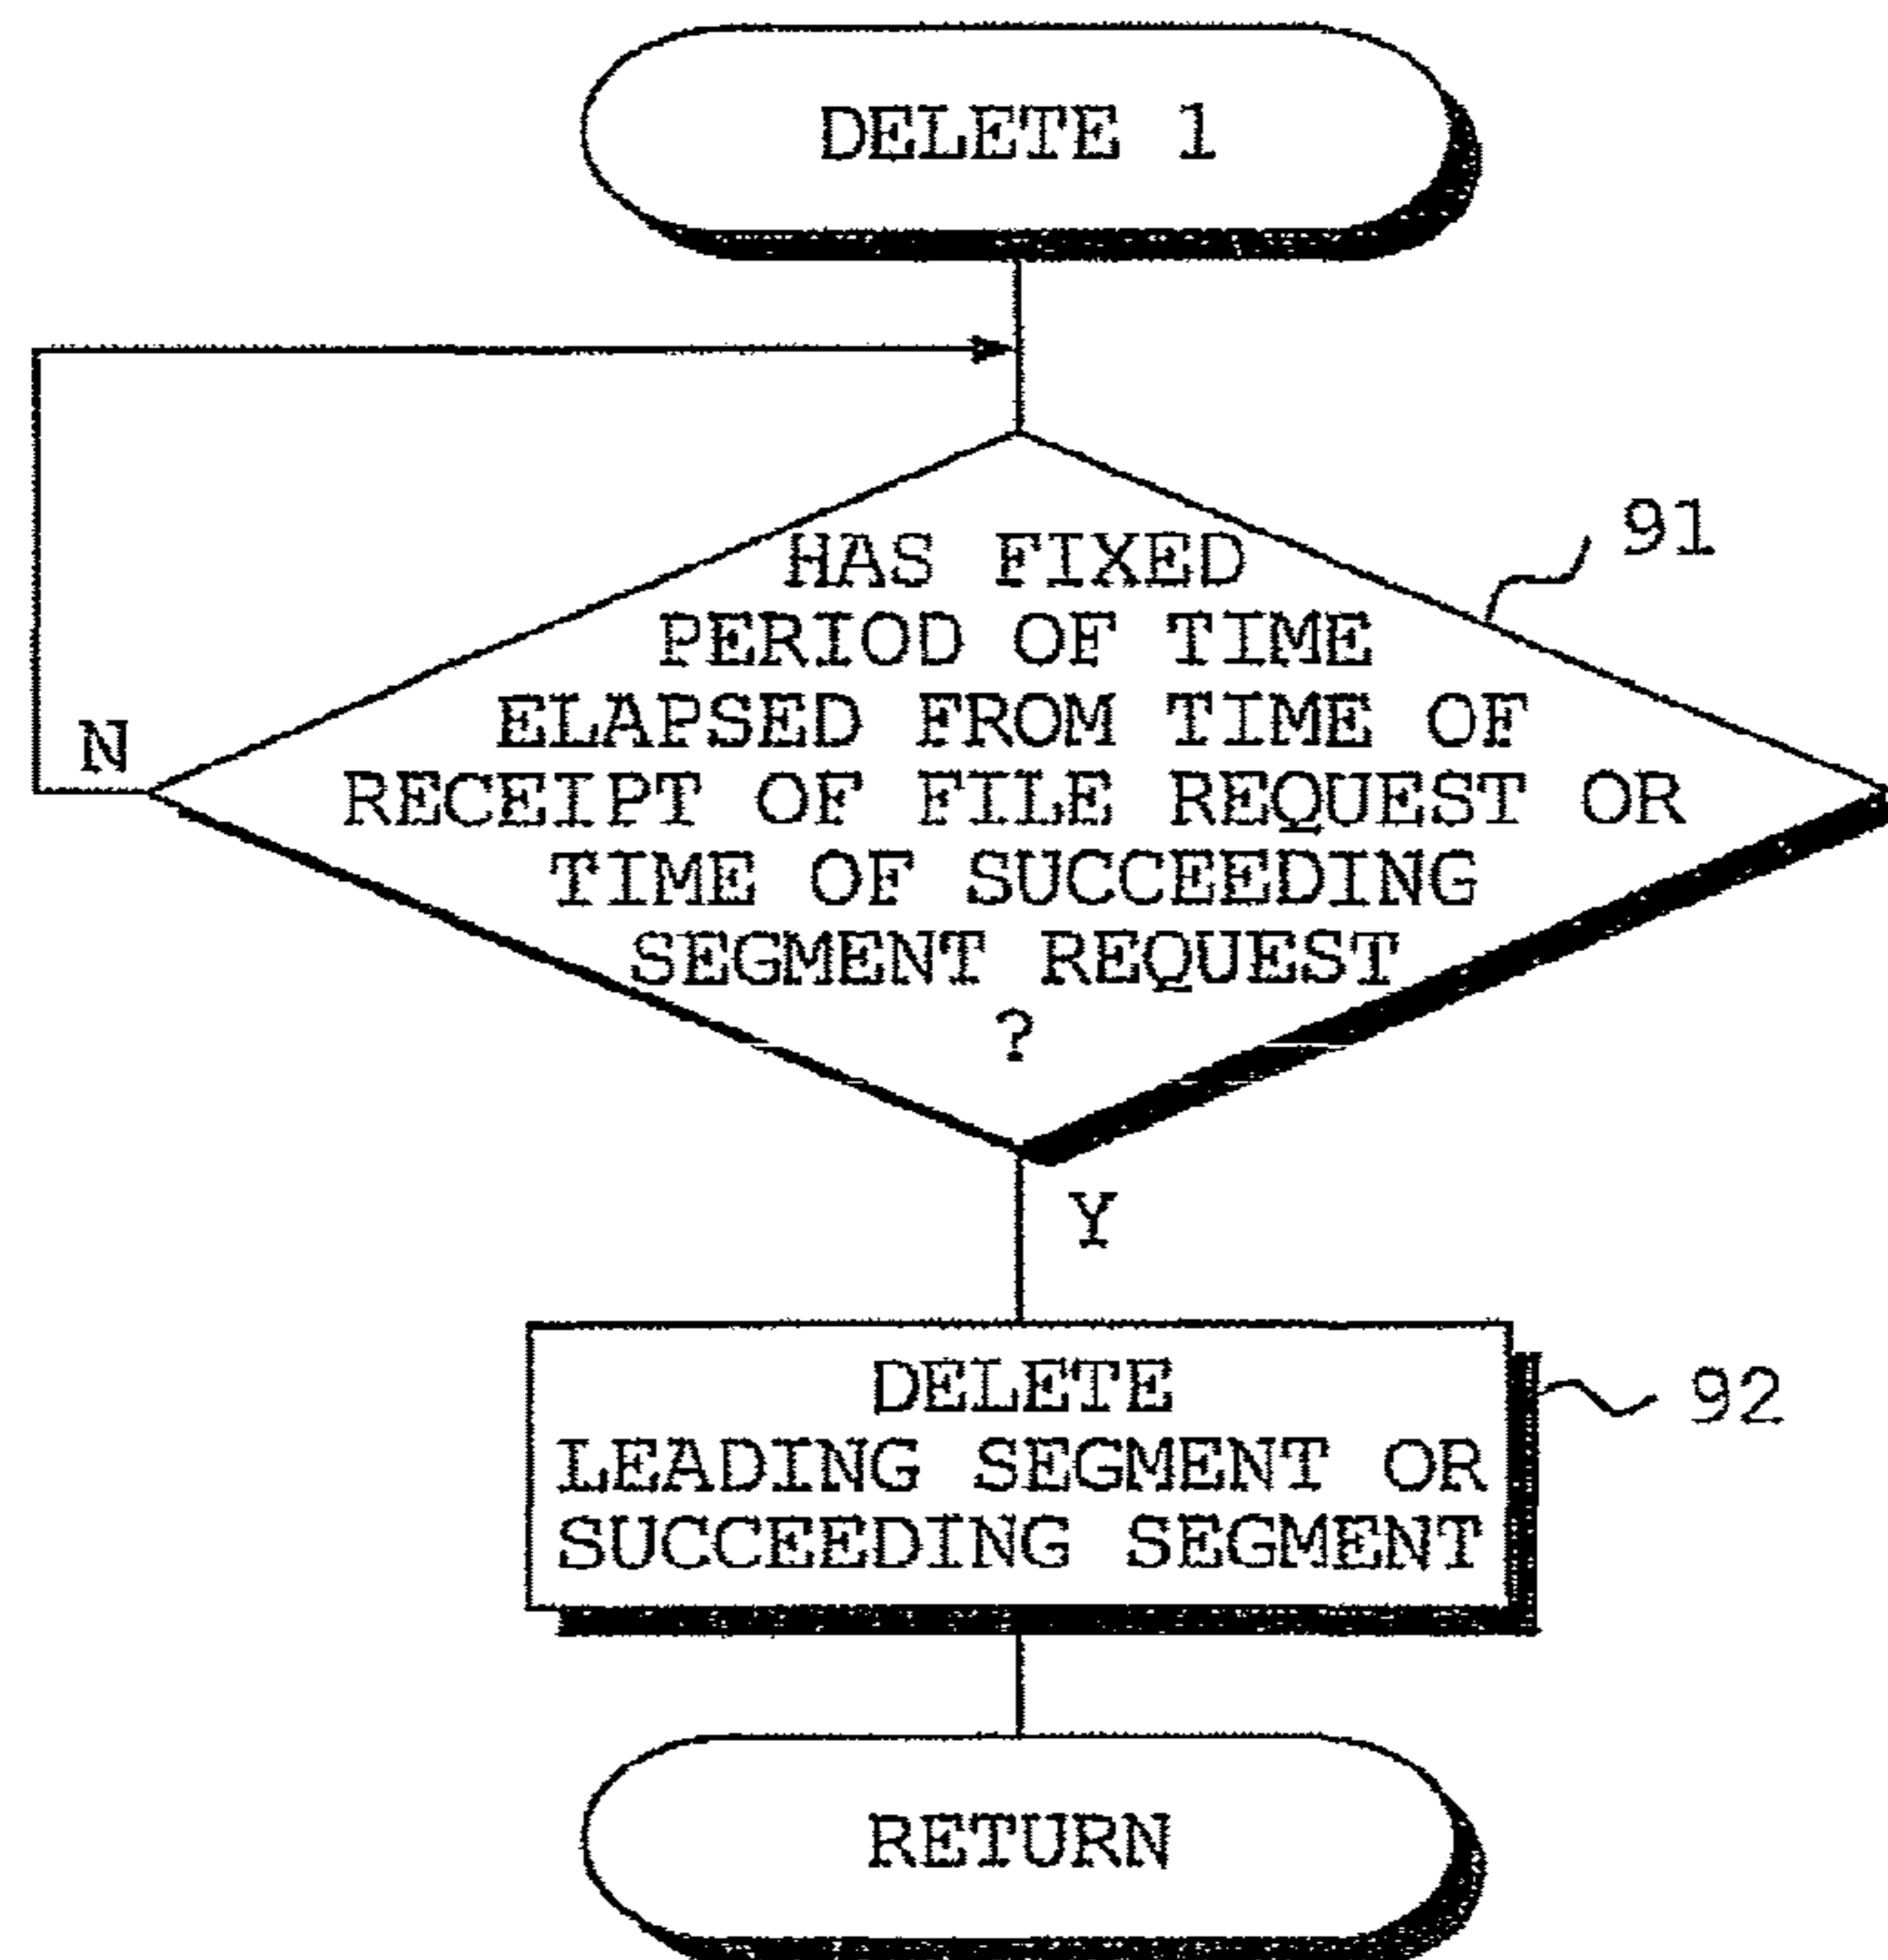 DELETE 1
HAS FIXED
PERIOD OF TIME
ELAPSED FROM TIME OF
RECEIPT OF FILE REQUEST OR
TIME OF SUCCEEDING
SEGMENT REQUEST
?
91
N
Y
DELETE
LEADING SEGMENT OR
SUCCEEDING SEGMENT
92
RETURN